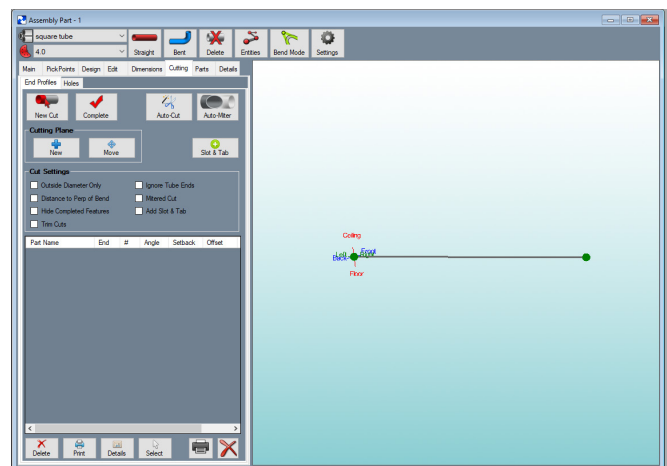 Assembly Part - 1
square tube
4.0
Straight Bent Delete Entities Bend Mode Settings
Main PickPoints Design Edit Dimensions Cutting Parts Details
End Profiles Holes
New Cut Complete Auto-Cut Auto-Miter
Cutting Plane
New Move Slot & Tab
Cut Settings
Outside Diameter Only Ignore Tube Ends
Distance to Perp of Bend Mitered Cut
Hide Completed Features Add Slot & Tab
Trim Cuts
Part Name End # Angle Setback Offset
Ceiling
Front
Back
Floor
Delete Print Details Select